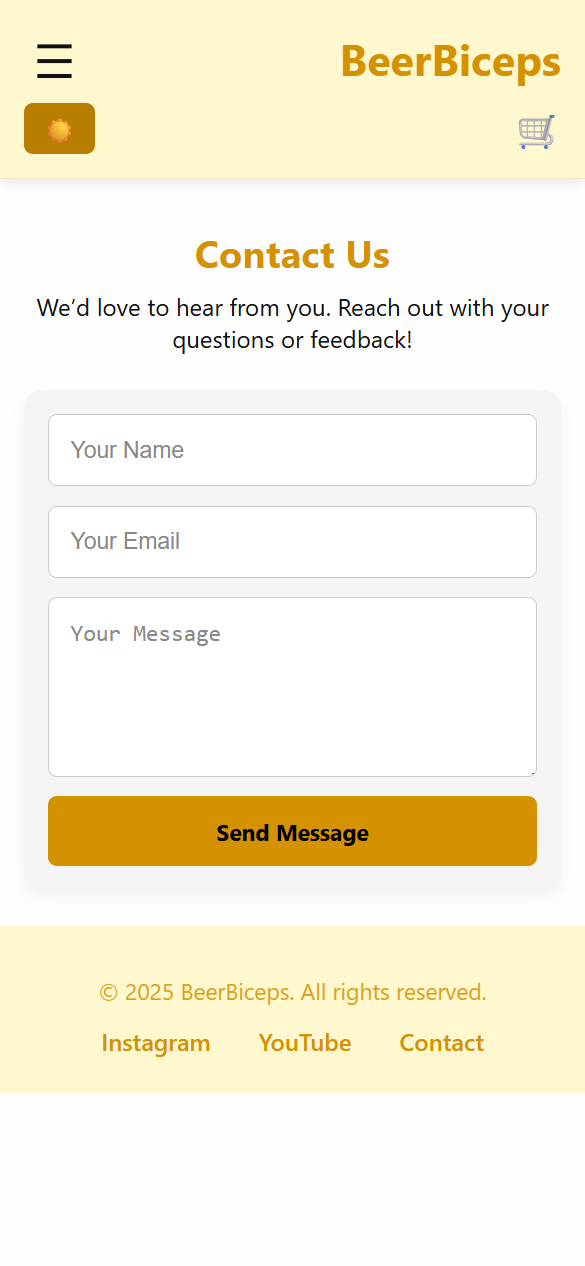 ☰ BeerBiceps
Contact Us
We’d love to hear from you. Reach out with your
questions or feedback!
Your Name
Your Email
Your Message
Send Message
© 2025 BeerBiceps. All rights reserved.
Instagram YouTube Contact